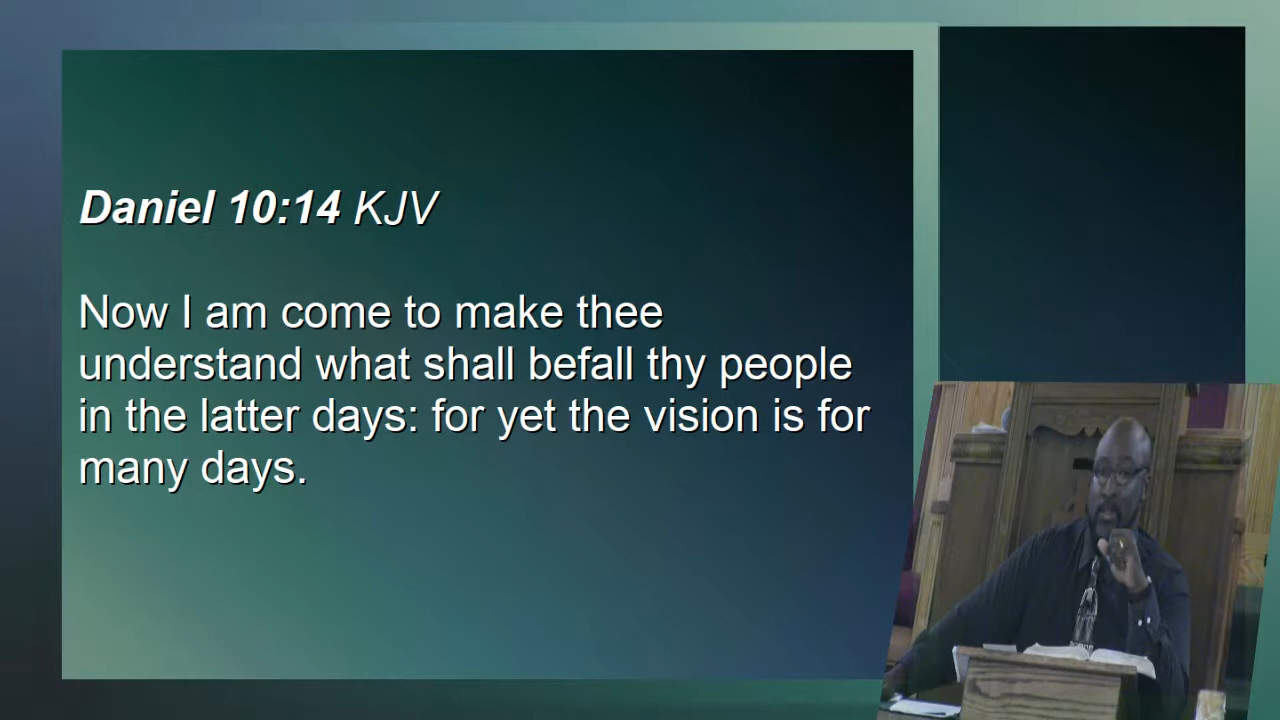 Daniel 10:14 KJV
Now I am come to make thee
understand what shall befall thy people
in the latter days: for yet the vision is for
many days.